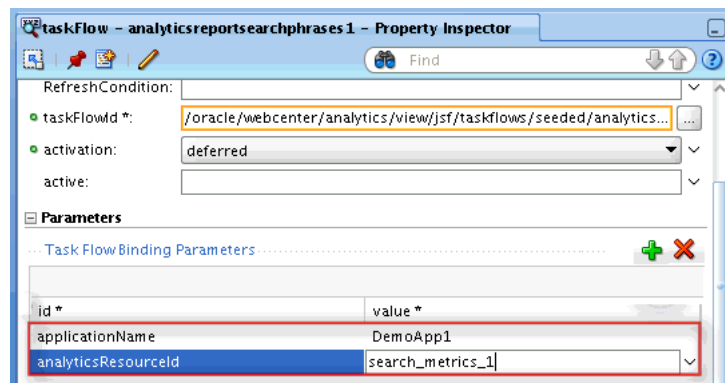 taskFlow - analyticsreportsearchphrases1 - Property Inspector
Find
RefreshCondition:
taskFlowId *: /oracle/webcenter/analytics/view/jsf/taskflows/seeded/analytics... ...
activation: deferred
active:
Parameters
Task Flow Binding Parameters
id * value *
applicationName DemoApp1
analyticsResourceId search_metrics_1